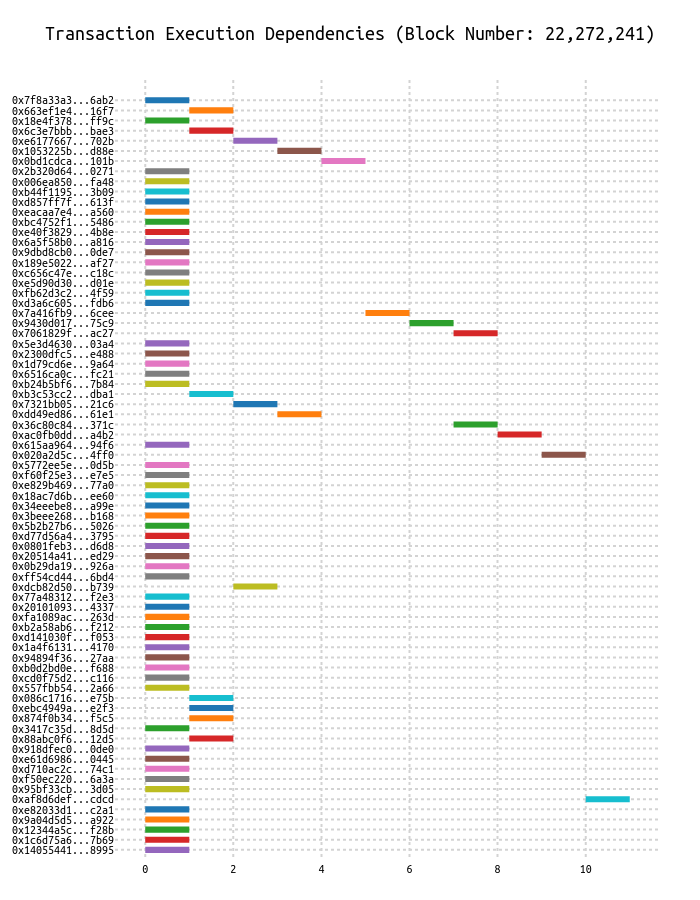 Transaction Execution Dependencies (Block Number: 22,272,241)
0x7f8a33a3...6ab2
0x663ef1e4...16f7
0x18e4f378...ff9c
0x6c3e7bbb...bae3
0xe6177667...702b
0x1053225b...d88e
0x0bd1cdca...101b
0x2b320d64...0271
0x006ea850...fa48
0xb44f1195...3b09
0xd857ff7f...613f
0xeacaa7e4...a560
0xbc4752f1...5486
0xe40f3829...4b8e
0x6a5f58b0...a816
0x9dbd8cb0...0de7
0x189e5022...af27
0xc656c47e...c18c
0xe5d90d30...d01e
0xfb62d3c2...4f59
0xd3a6c605...fdb6
0x7a416fb9...6cee
0x9430d017...75c9
0x7061829f...ac27
0x5e3d4630...03a4
0x2300dfc5...e488
0x1d79cd6e...9a64
0x6516ca0c...fc21
0xb24b5bf6...7b84
0xb3c53cc2...dba1
0x7321bb05...21c6
0xdd49ed86...61e1
0x36c80c84...371c
0xac0fb0dd...a4b2
0x615aa964...94f6
0x020a2d5c...4ff0
0x5772ee5e...0d5b
0xf60f25e3...e7e5
0xe829b469...77a0
0x18ac7d6b...ee60
0x34eeebe8...a99e
0x3beee268...b168
0x5b2b27b6...5026
0xd77d56a4...3795
0x0801feb3...d6d8
0x20514a41...ed29
0x0b29da19...926a
0xff54cd44...6bd4
0xdcb82d50...b739
0x77a48312...f2e3
0x20101093...4337
0xfa1089ac...263d
0xb2a58ab6...f212
0xd141030f...f053
0x1a4f6131...4170
0x94894f36...27aa
0xb0d2bd0e...f688
0xcd0f75d2...c116
0x557fbb54...2a66
0x086c1716...e75b
0xebc4949a...e2f3
0x874f0b34...f5c5
0x3417c35d...8d5d
0x88abc0f6...12d5
0x918dfec0...0de0
0xe61d6986...0445
0xd710ac2c...74c1
0xf50ec220...6a3a
0x95bf33cb...3d05
0xaf8d6def...cdcd
0xe82033d1...c2a1
0x9a04d5d5...a922
0x12344a5c...f28b
0x1c6d75a6...7b69
0x14055441...8995
0 2 4 6 8 10